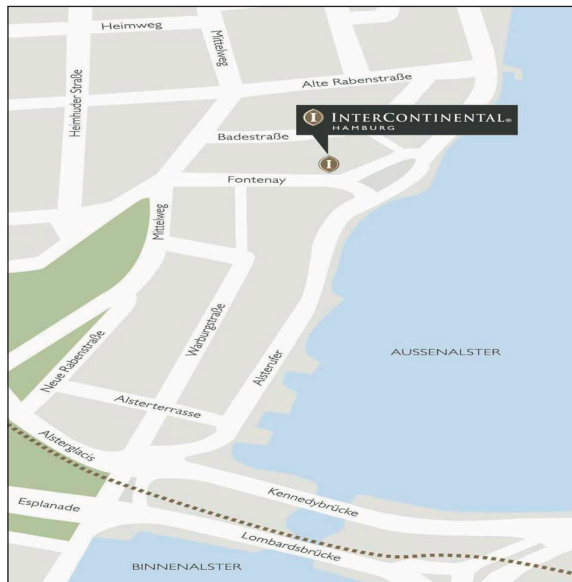 Heimweg
Mittelweg
Heimhuder Straße
Alte Rabenstraße
I INTERCONTINENTAL®
HAMBURG
Badestraße
I
Fontenay
Mittelweg
Warburgstraße
Neue Rabenstraße
Alsterufer
AUSSENALSTER
Alsterterrasse
Alsterglacis
Kennedybrücke
Esplanade
Lombardsbrücke
BINNENALSTER